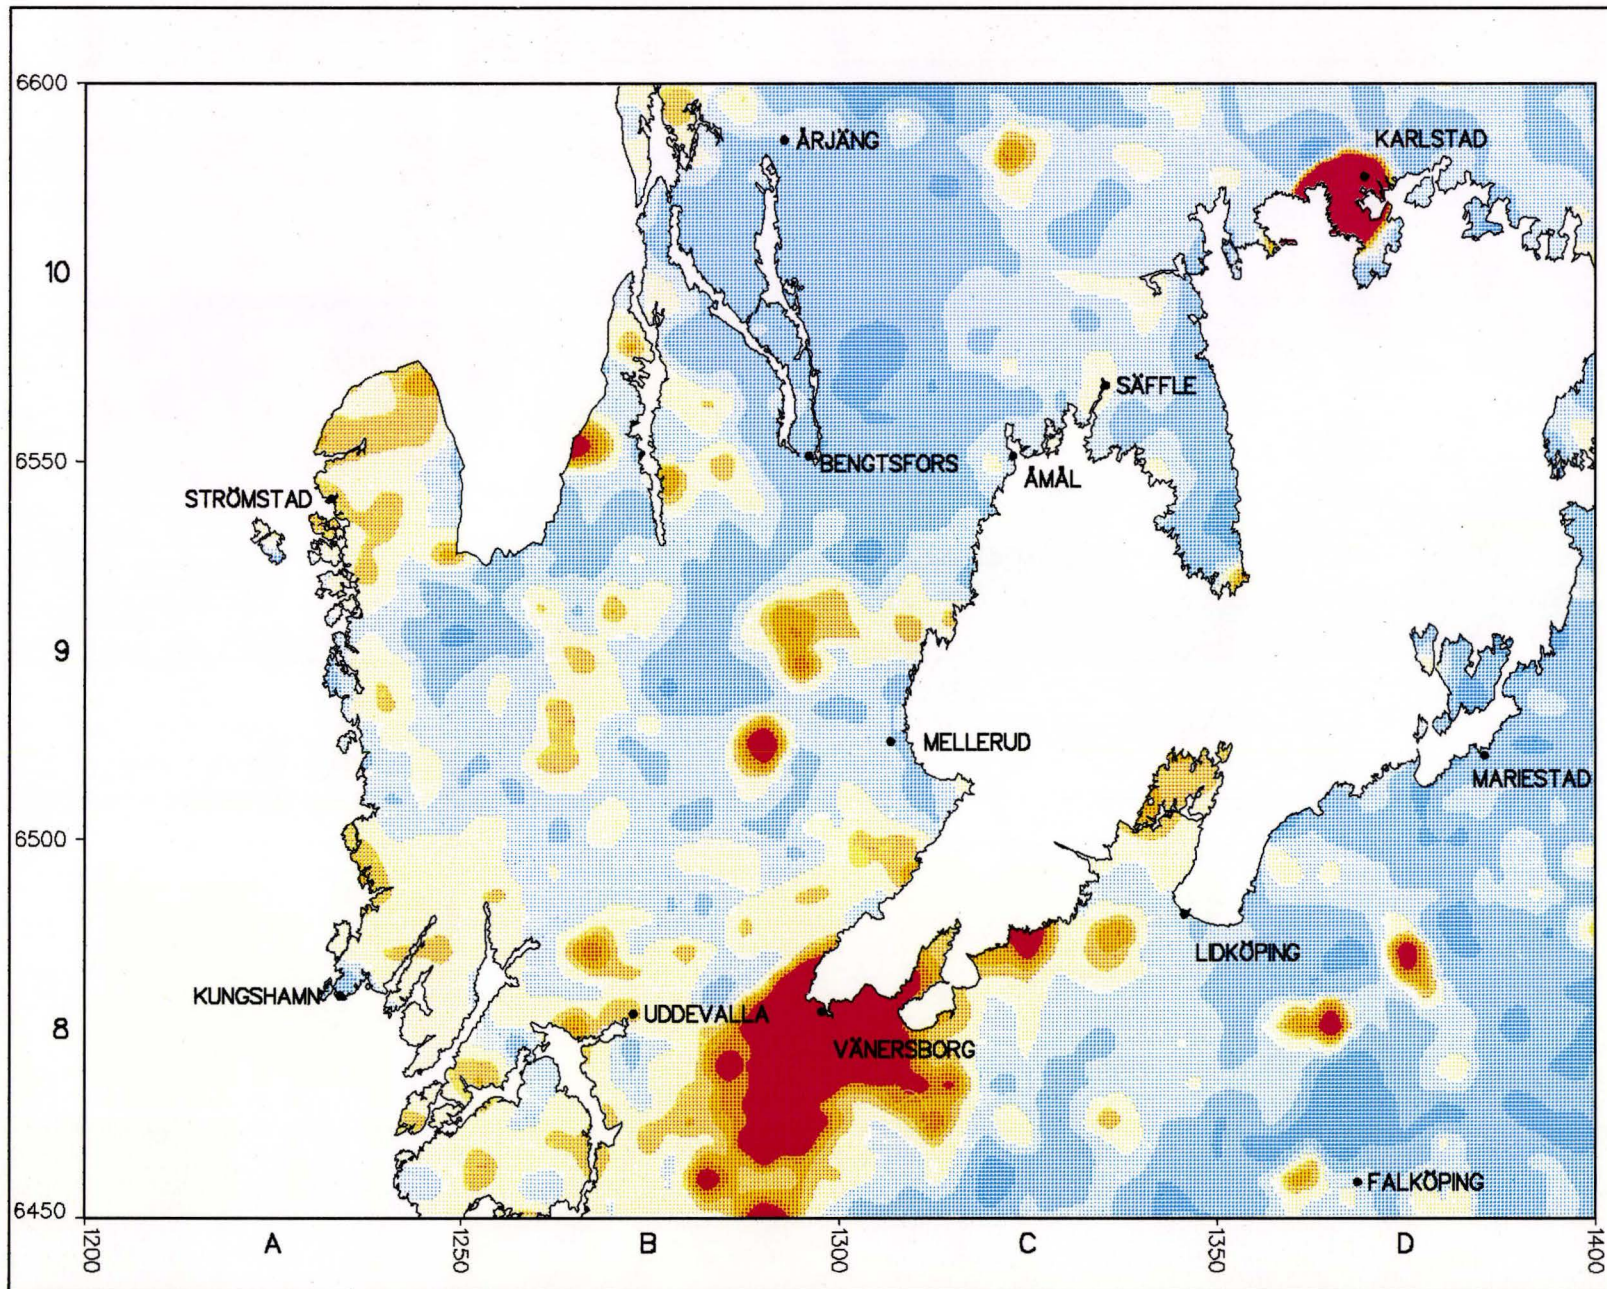 6600
ÅRJÄNG
KARLSTAD
10
SÄFFLE
6550
BENGTSFORS
ÅMÅL
STRÖMSTAD
9
MELLERUD
MARIESTAD
6500
LIDKÖPING
KUNGSHAMN
UDDEVALLA
8
VÄNERSBORG
FALKÖPING
6450
1200
A
1250
B
1300
C
1350
D
1400